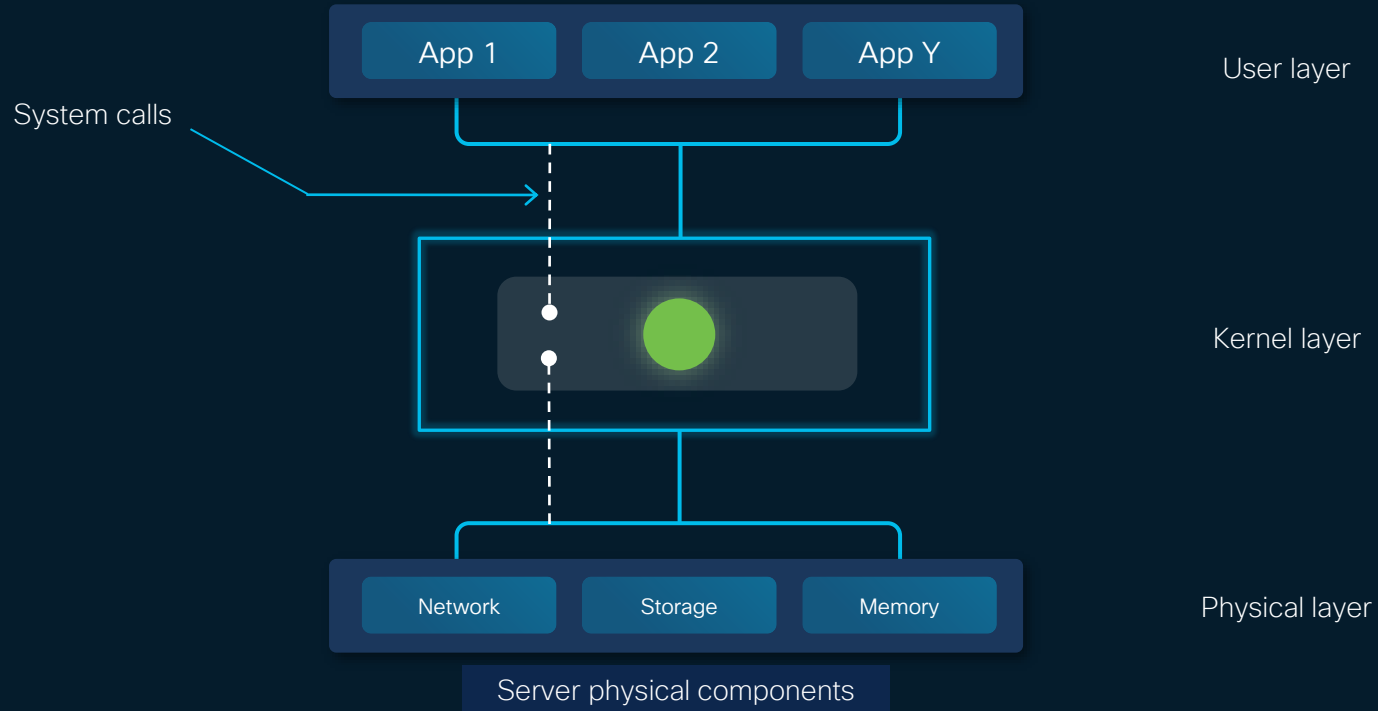 App 1
App 2
App Y
User layer
System calls
Kernel layer
Network
Storage
Memory
Physical layer
Server physical components